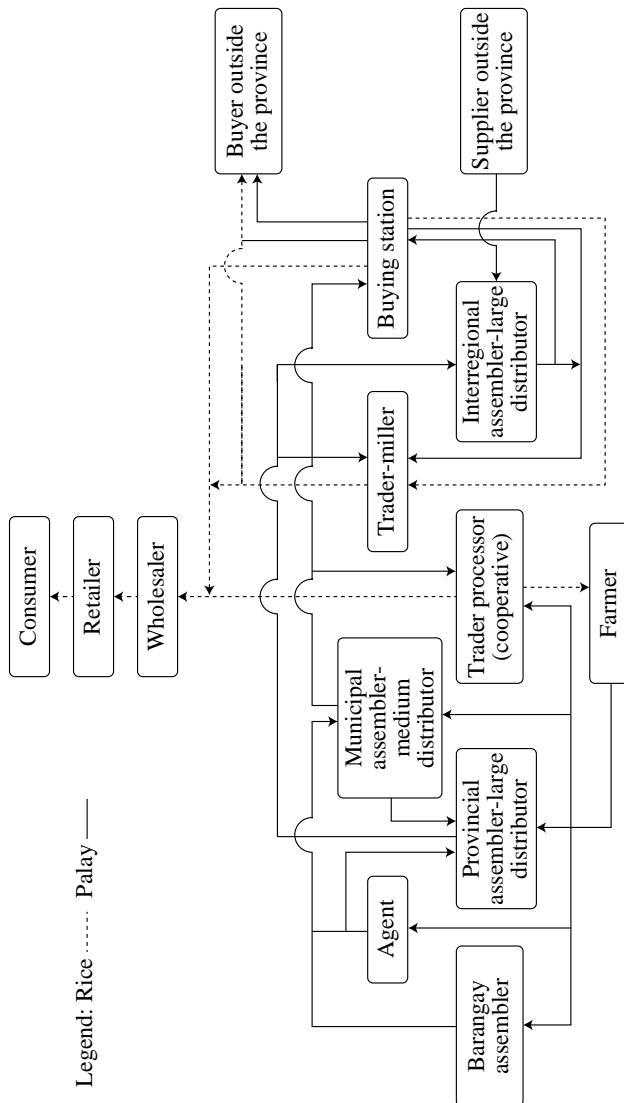 Consumer
Retailer
Wholesaler
Legend: Rice
Palay
Buyer outside
the province
Buying station
Supplier outside
the province
Trader-miller
Interregional
assembler-large
distributor
Municipal
assembler-
medium
distributor
Trader processor
(cooperative)
Agent
Provincial
assembler-large
distributor
Barangay
assembler
Farmer